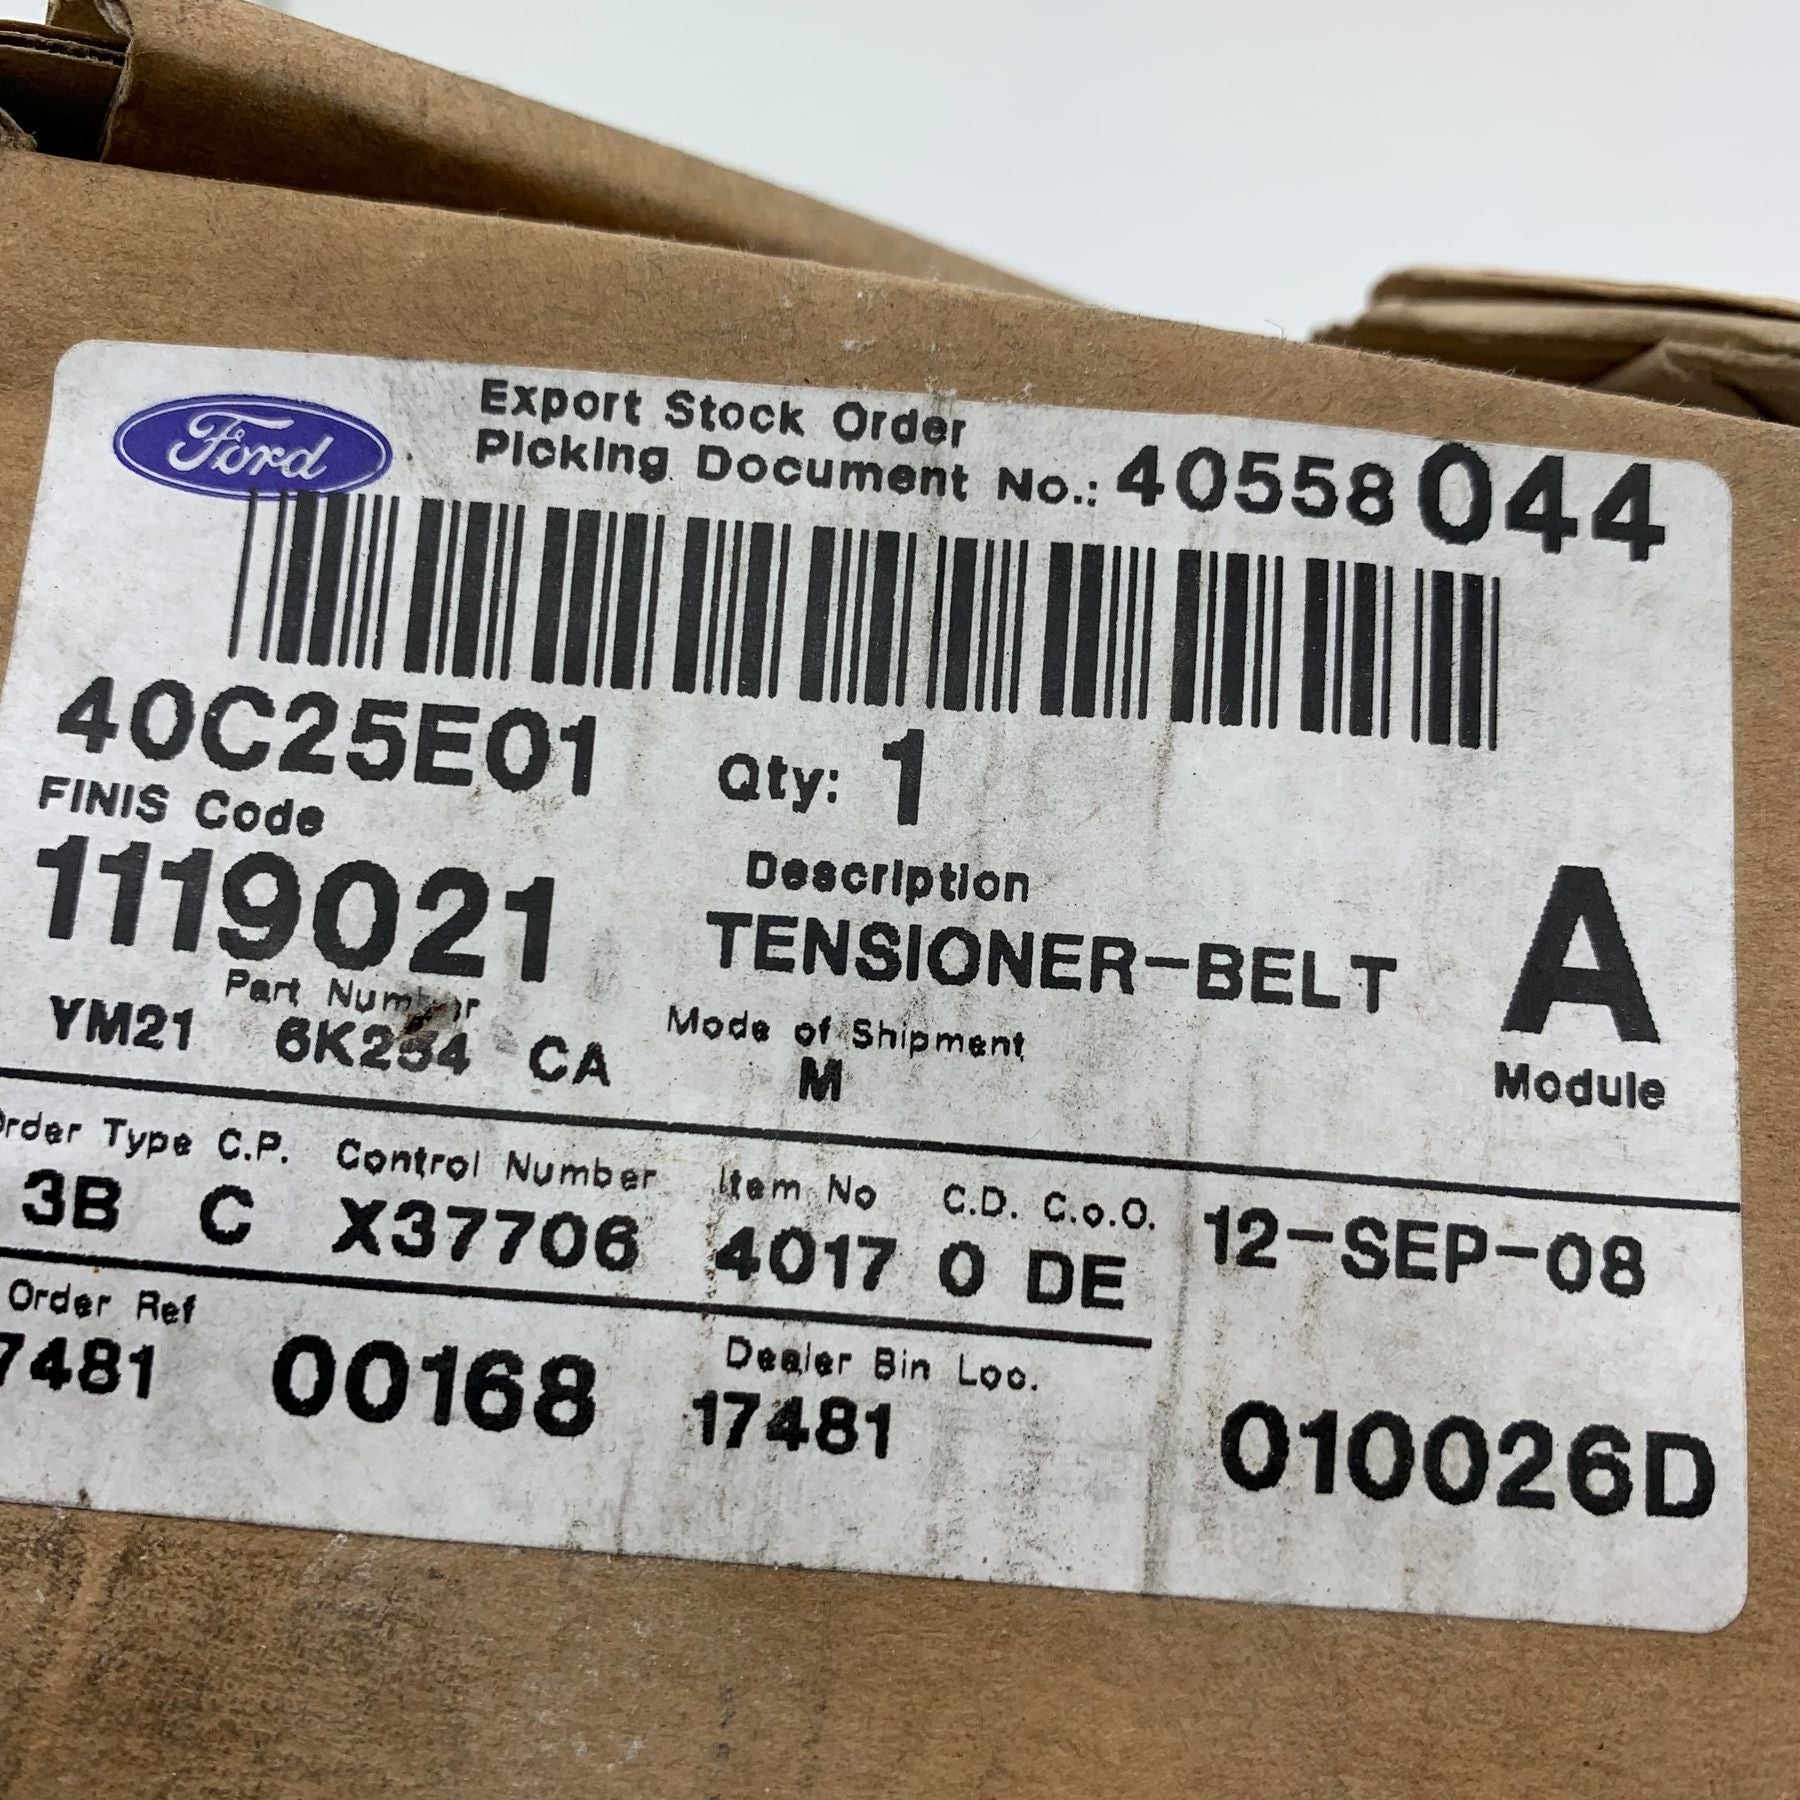 Ford
Export Stock Order
Picking Document No.: 40558 044
40C25E01 Qty: 1
FINIS Code
1119021
Description
TENSIONER-BELT
A
Module
Part Number
YM21 6K254 CA
Mode of Shipment
M
Order Type C.P. Control Number Item No C.D. C.o.O.
3B C X37706 4017 0 DE 12-SEP-08
Order Ref
7481 00168
Dealer Bin Loc.
17481
010026D